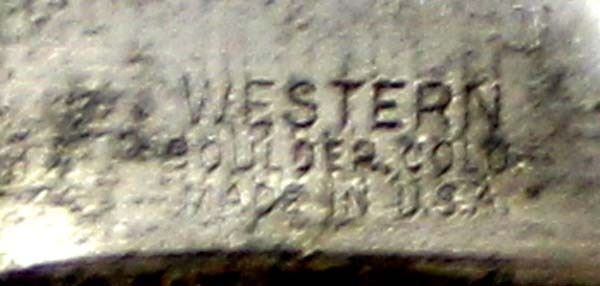 WESTERN
BOULDER, COLO.
MADE IN U.S.A.